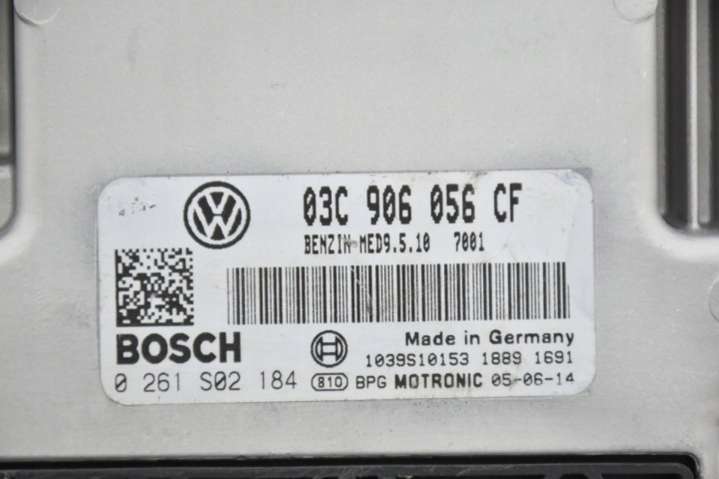 03C 906 056 CF
BENZIN-MED9.5.10 7001
BOSCH
Made in Germany
1039S10153 1889 1691
0 261 S02 184 810 BPG MOTRONIC 05-06-14